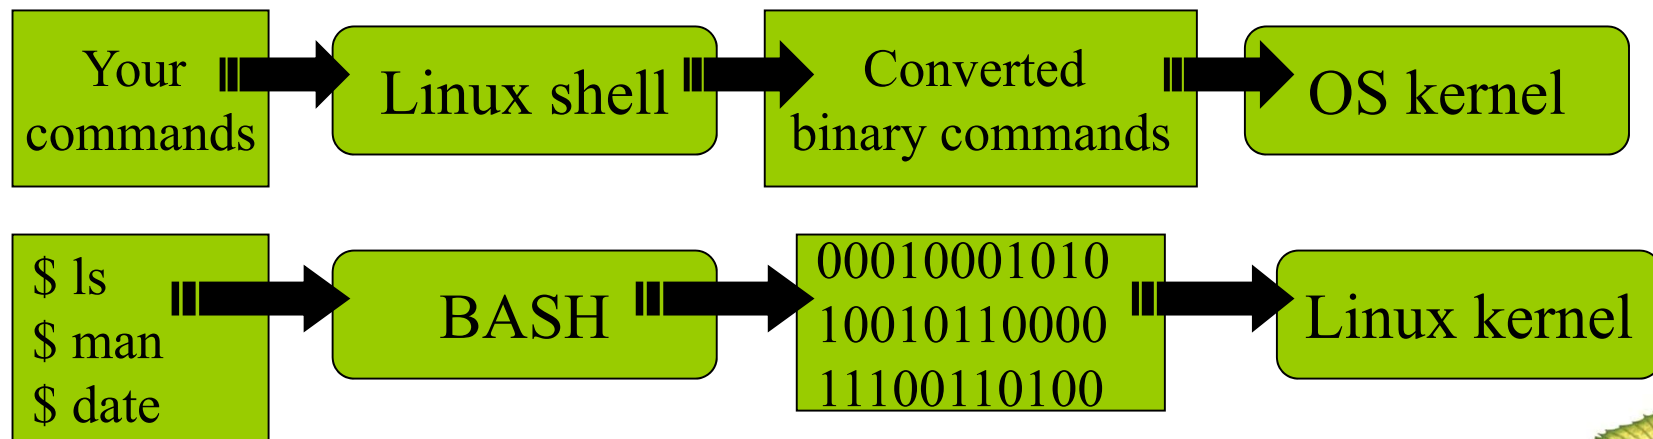 Your
commands
Linux shell
Converted
binary commands
OS kernel
$ ls
$ man
$ date
BASH
00010001010
10010110000
11100110100
Linux kernel